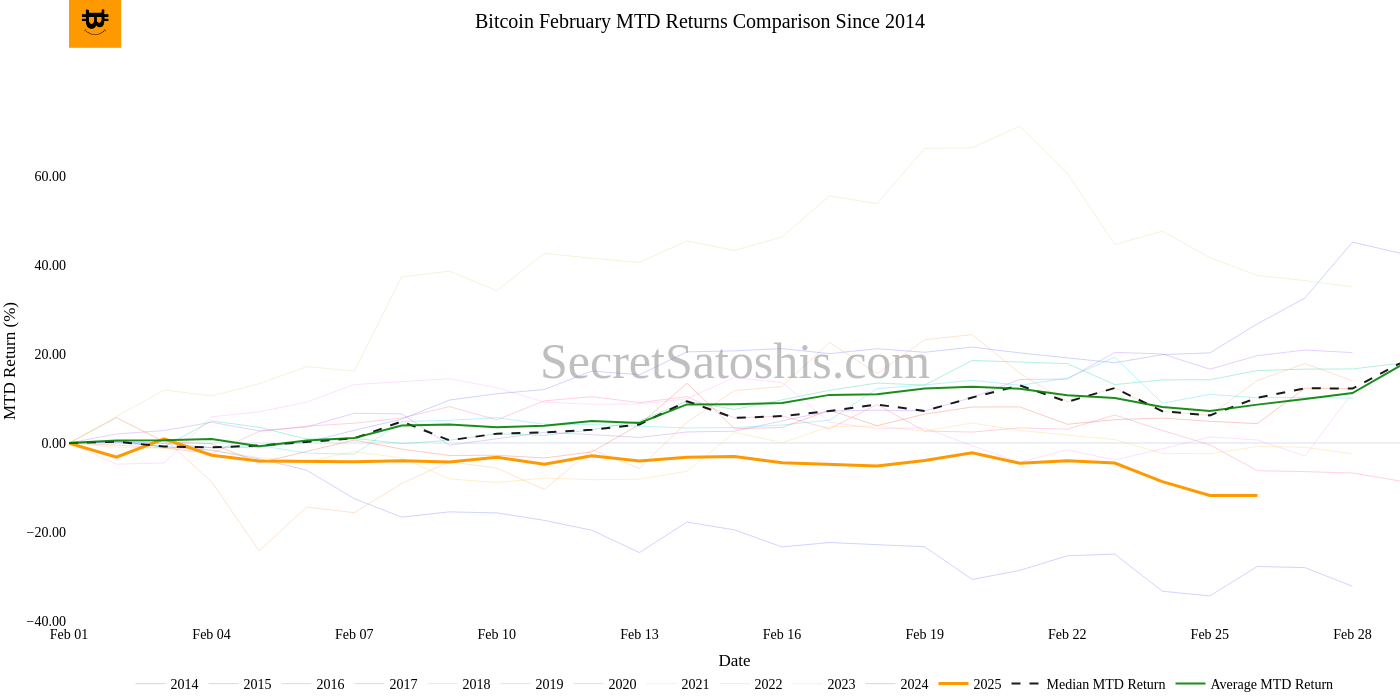 Bitcoin February MTD Returns Comparison Since 2014
60.00
40.00
20.00
0.00
−20.00
−40.00
MTD Return (%)
SecretSatoshis.com
Feb 01 Feb 04 Feb 07 Feb 10 Feb 13 Feb 16 Feb 19 Feb 22 Feb 25 Feb 28
Date
2014 2015 2016 2017 2018 2019 2020 2021 2022 2023 2024 2025 Median MTD Return Average MTD Return